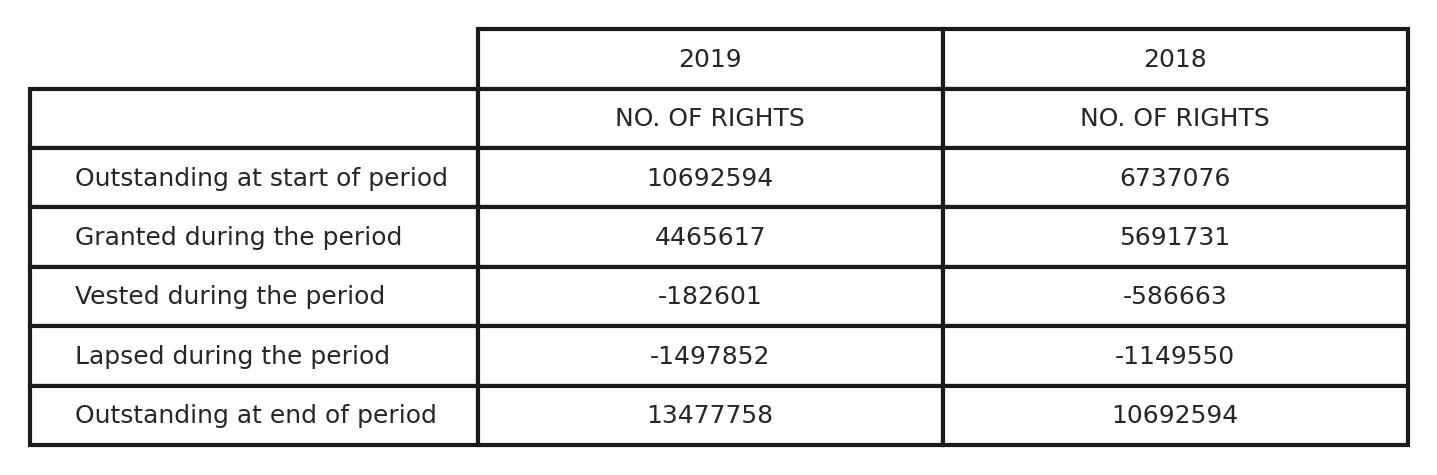 2019 2018
NO. OF RIGHTS NO. OF RIGHTS
Outstanding at start of period 10692594 6737076
Granted during the period 4465617 5691731
Vested during the period -182601 -586663
Lapsed during the period -1497852 -1149550
Outstanding at end of period 13477758 10692594